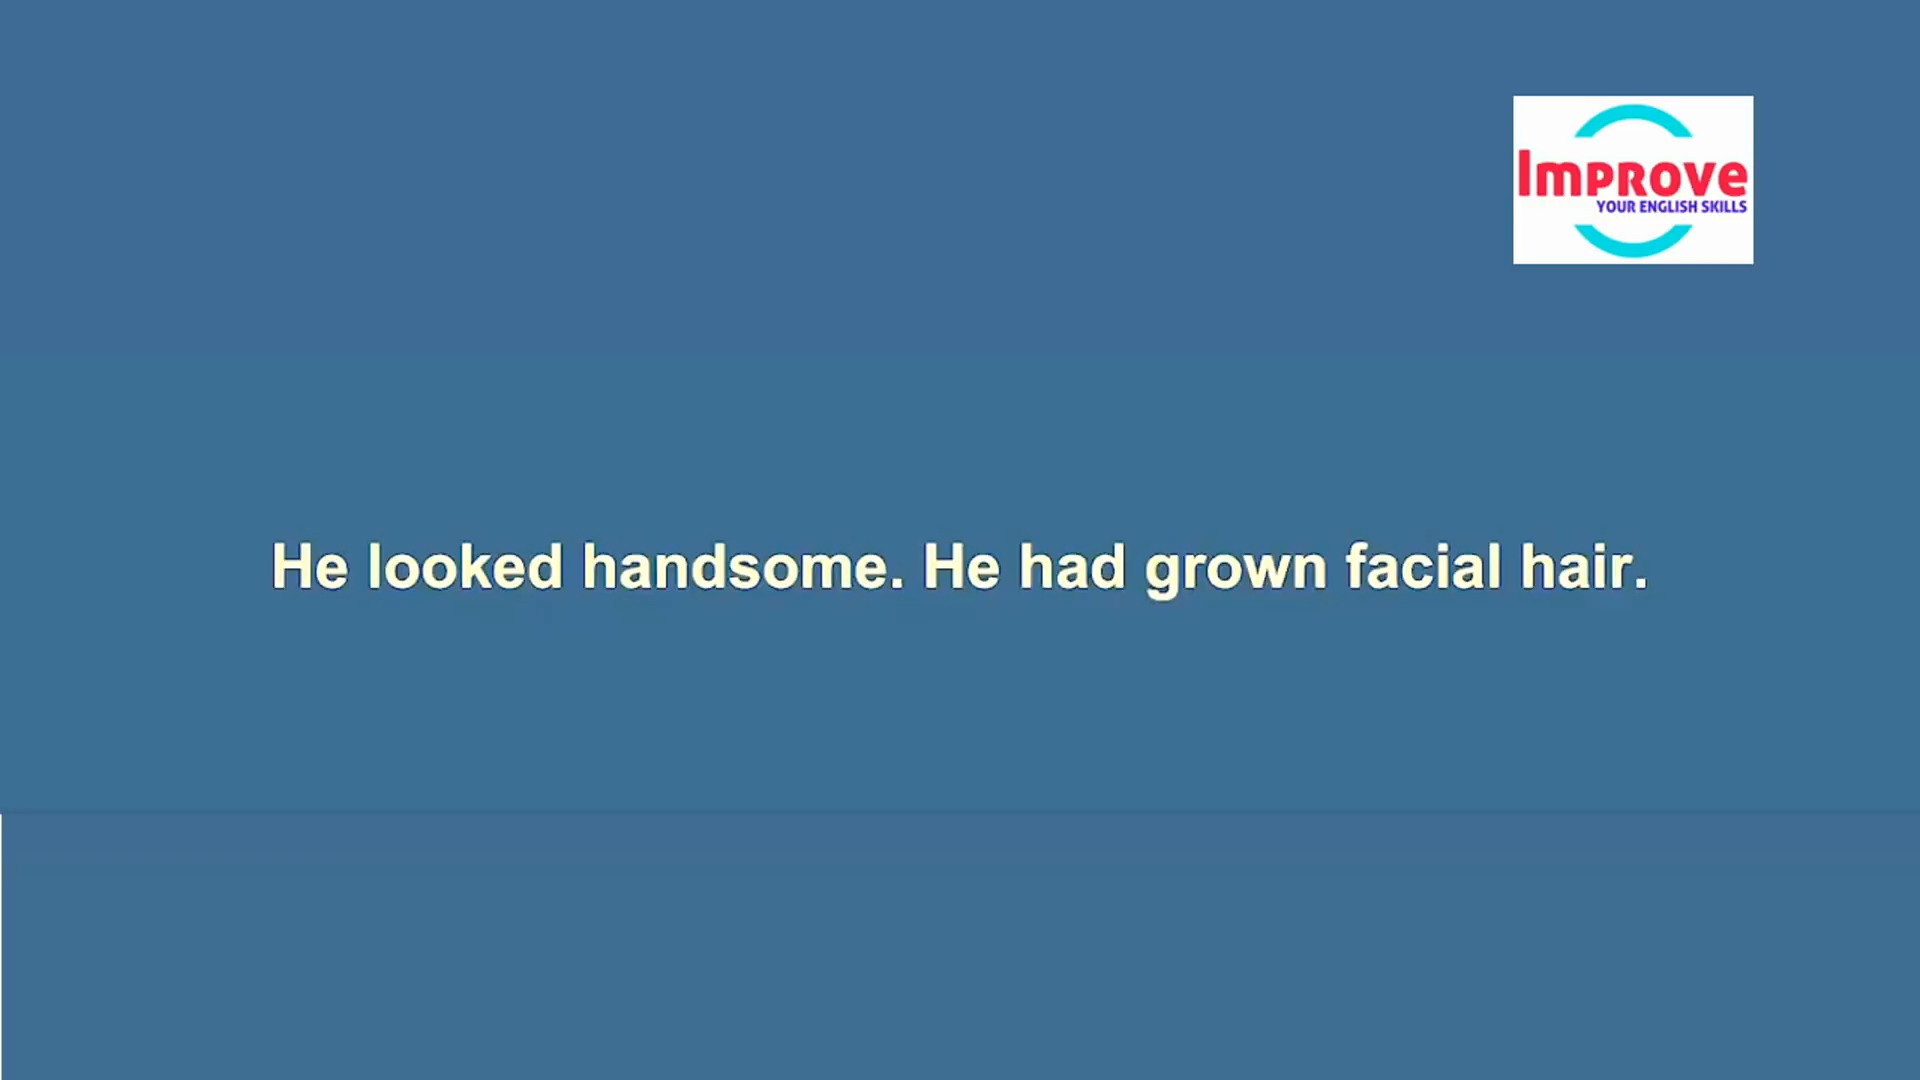 Improve
YOUR ENGLISH SKILLS
He looked handsome. He had grown facial hair.